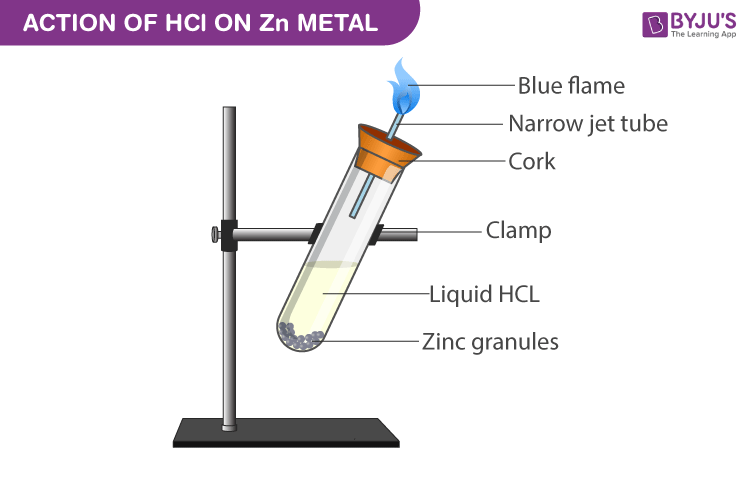 ACTION OF HCl ON Zn METAL
BYJU'S
The Learning App
Blue flame
Narrow jet tube
Cork
Clamp
Liquid HCL
Zinc granules